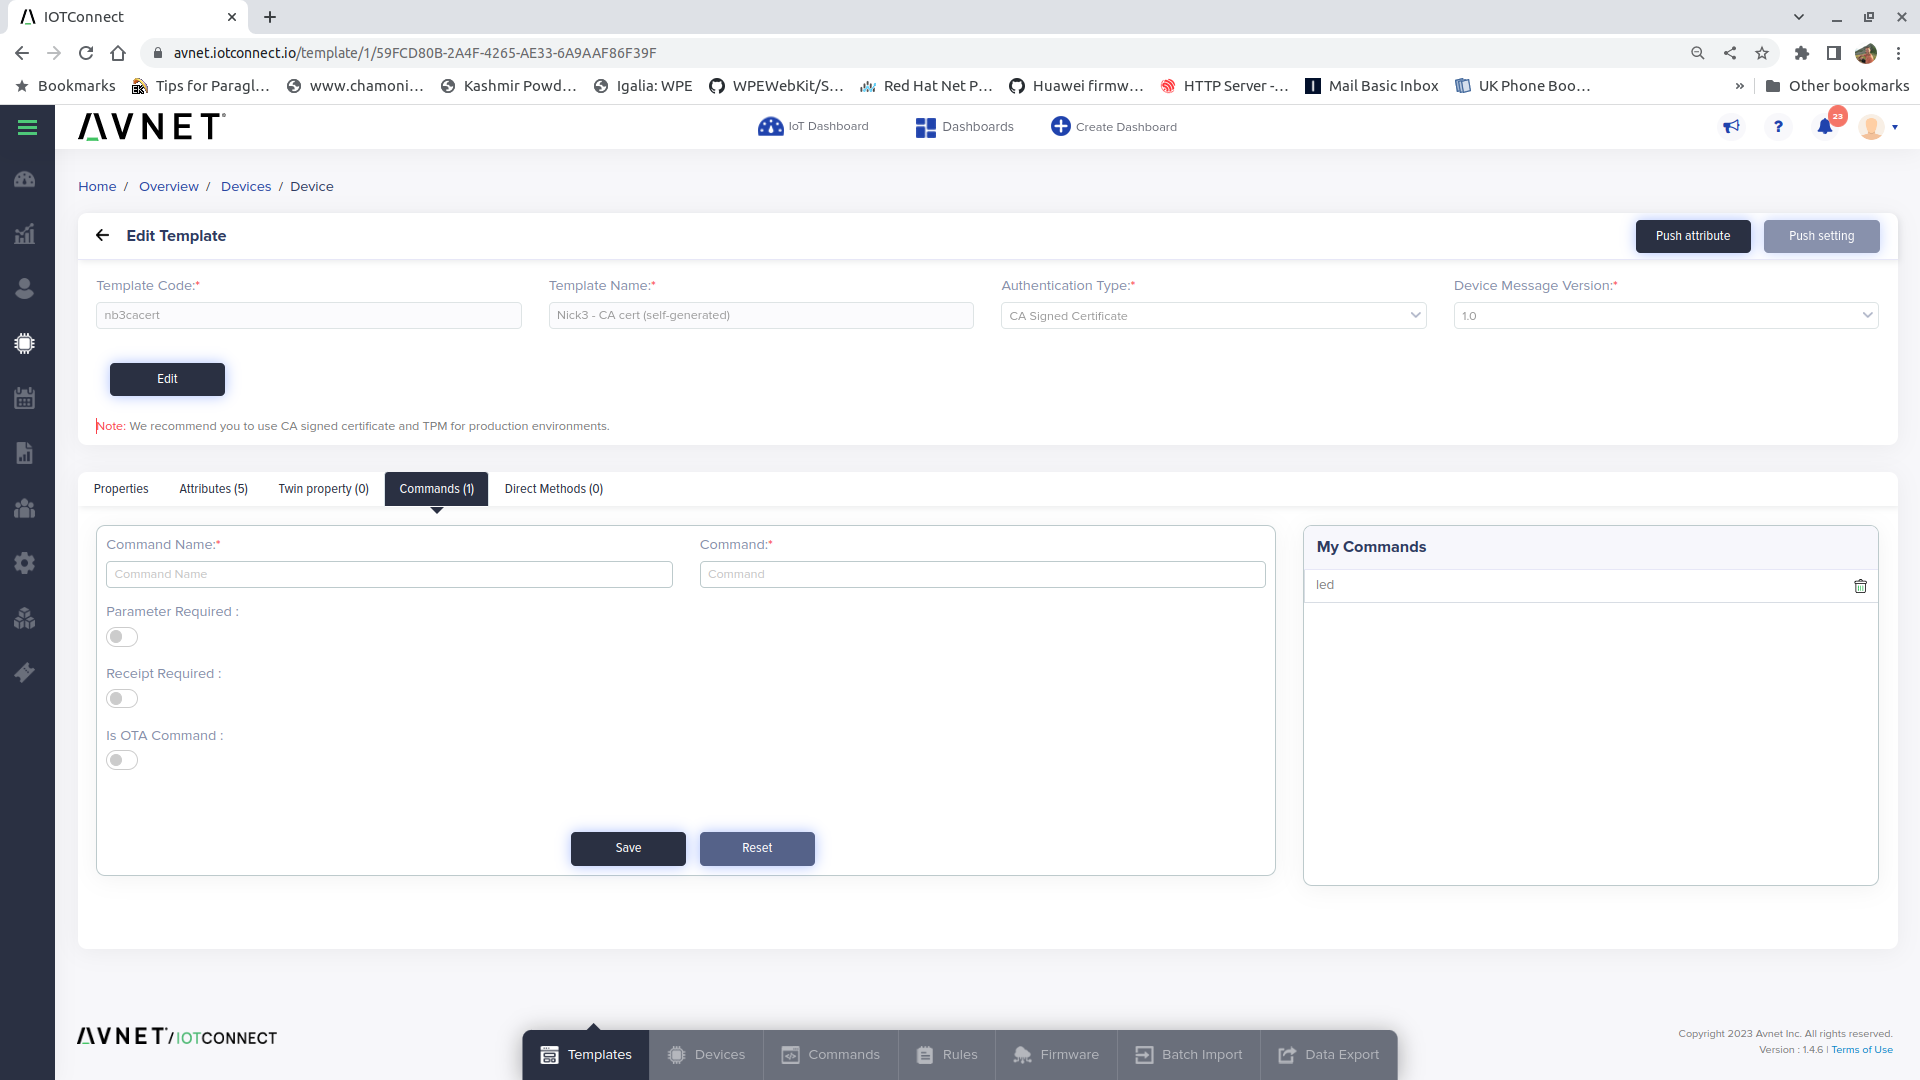 IOTConnect
avnet.iotconnect.io/template/1/59FCD80B-2A4F-4265-AE33-6A9AAF86F39F
Bookmarks Tips for Paragl... www.chamoni... Kashmir Powd... Igalia: WPE WPEWebKit/S... Red Hat Net P... Huawei firmw... HTTP Server -... Mail Basic Inbox UK Phone Boo... » Other bookmarks
AVNET IoT Dashboard Dashboards Create Dashboard ? 23
Home / Overview / Devices / Device
Edit Template Push attribute Push setting
Template Code:* Template Name:* Authentication Type:* Device Message Version:*
nb3cacert Nick3 - CA cert (self-generated) CA Signed Certificate 1.0
Edit
Note: We recommend you to use CA signed certificate and TPM for production environments.
Properties Attributes (5) Twin property (0) Commands (1) Direct Methods (0)
Command Name:* Command:* My Commands
Command Name Command led
Parameter Required :
Receipt Required :
Is OTA Command :
Save Reset
AVNET/IOTCONNECT
Templates Devices Commands Rules Firmware Batch Import Data Export
Copyright 2023 Avnet Inc. All rights reserved.
Version : 1.4.6 | Terms of Use